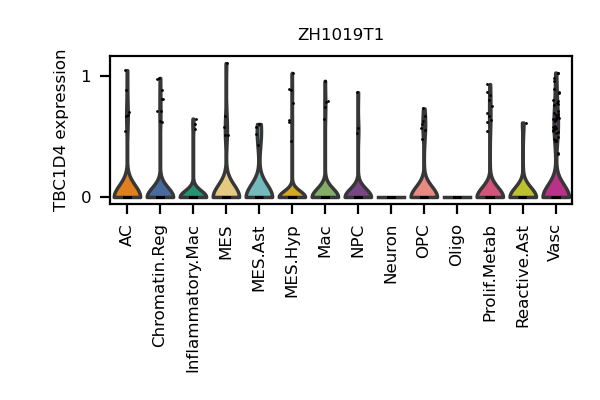 ZH1019T1
TBC1D4 expression
1
0
AC
Chromatin.Reg
Inflammatory.Mac
MES
MES.Ast
MES.Hyp
Mac
NPC
Neuron
OPC
Oligo
Prolif.Metab
Reactive.Ast
Vasc